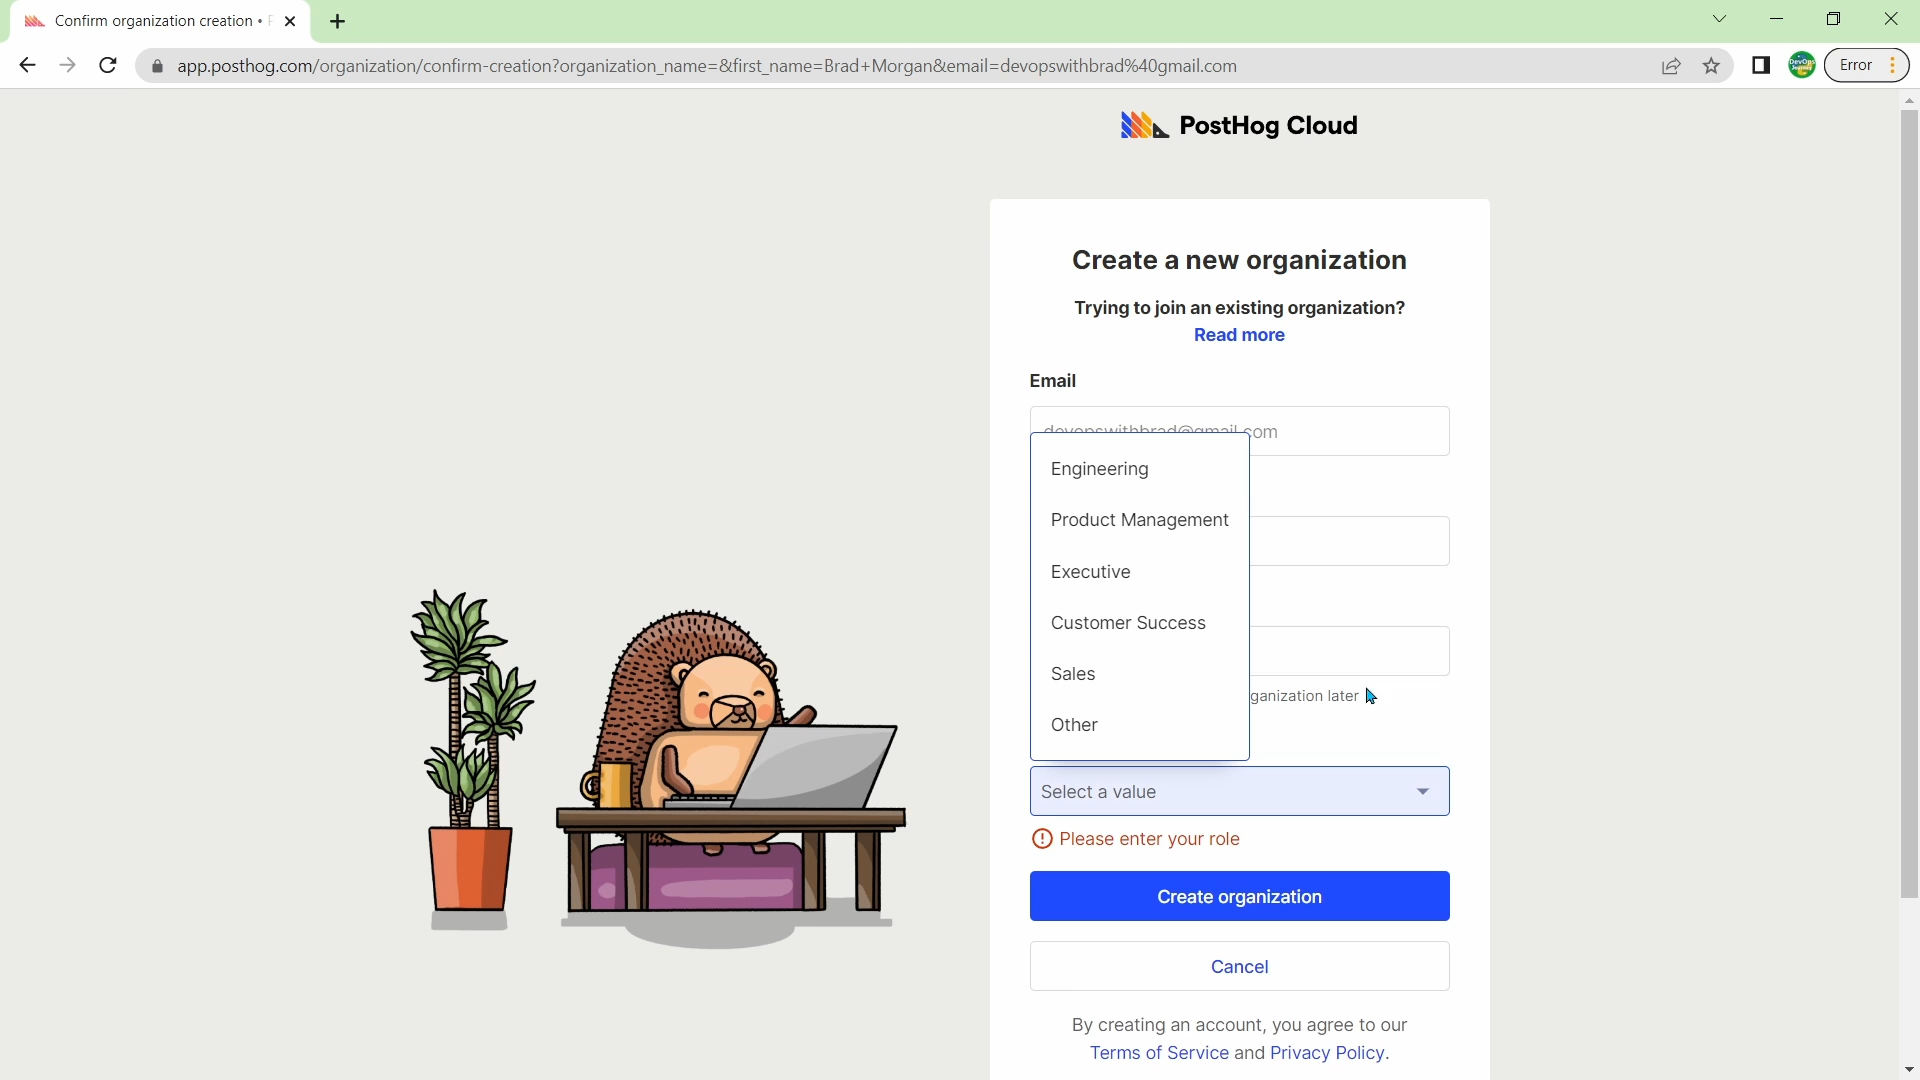 Confirm organization creation •
app.posthog.com/organization/confirm-creation?organization_name=&first_name=Brad+Morgan&email=devopswithbrad%40gmail.com
Error
PostHog Cloud
Create a new organization
Trying to join an existing organization?
Read more
Email
devopswithbrad@gmail.com
Engineering
Product Management
Executive
Customer Success
Sales
ganization later
Other
Select a value
Please enter your role
Create organization
Cancel
By creating an account, you agree to our
Terms of Service and Privacy Policy.